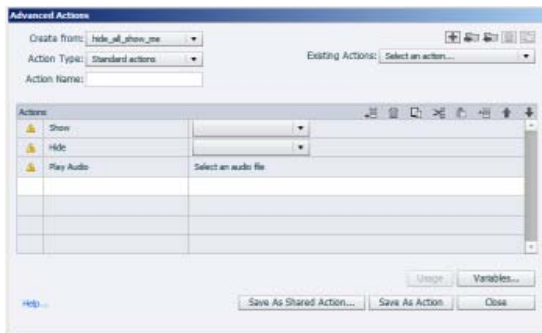 Advanced Actions
Create from: hide_all_show_me
Action Type: Standard actions
Existing Actions: Select an action...
Action Name:
Actions
Show
Hide
Play Audio Select an audio file
Usage Variables...
Help... Save As Shared Action... Save As Action Close